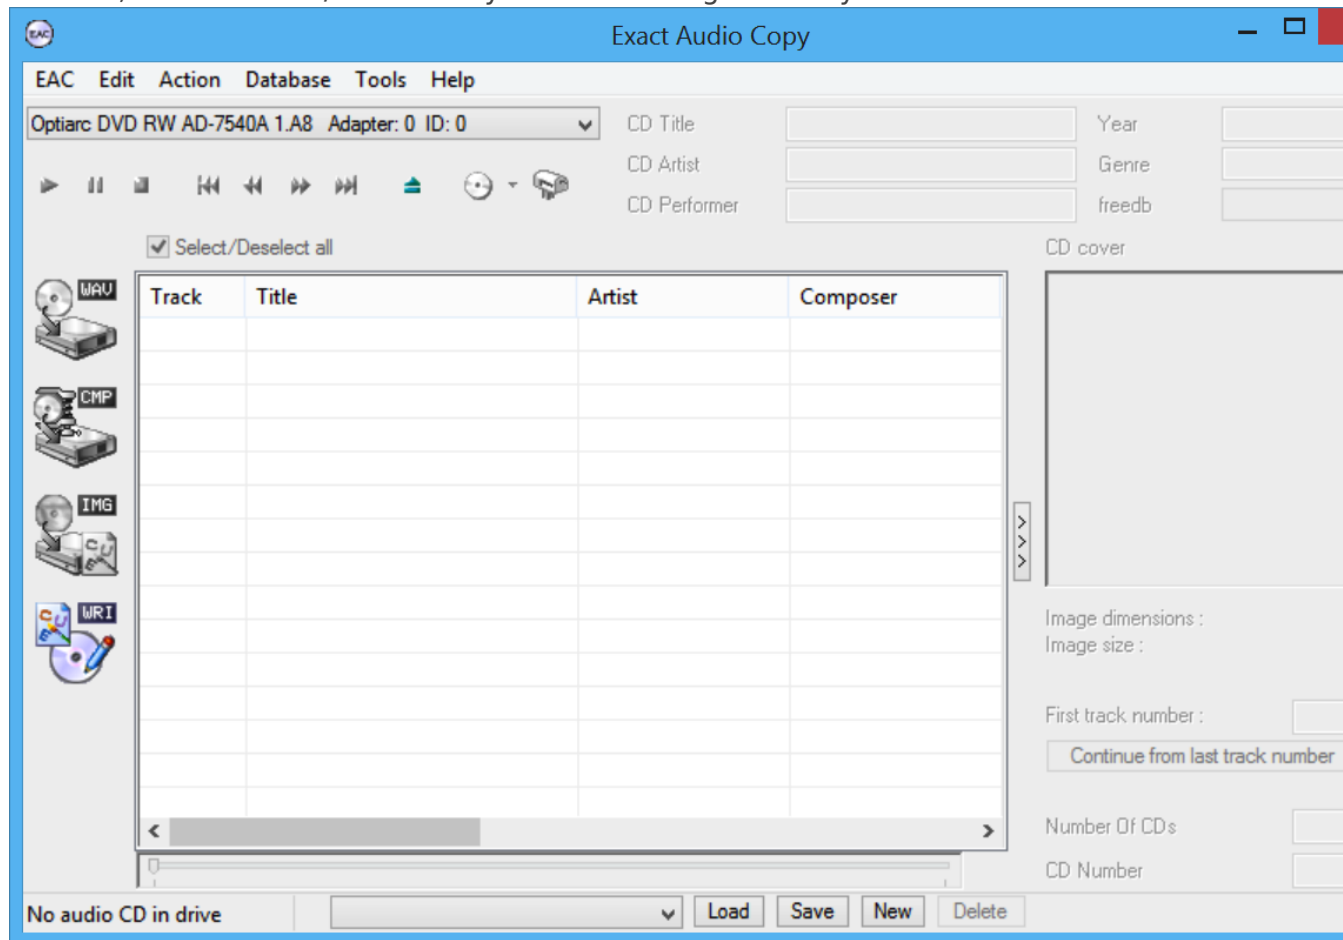 EAC Exact Audio Copy
EAC Edit Action Database Tools Help
Optiarc DVD RW AD-7540A 1.A8 Adapter: 0 ID: 0
CD Title
Year
CD Artist
Genre
CD Performer
freedb
Select/Deselect all
CD cover
Track Title Artist Composer
WAV
CMP
IMG
CUE
WRI
CUE
Image dimensions :
Image size :
First track number :
Continue from last track number
Number Of CDs
CD Number
No audio CD in drive
Load Save New Delete